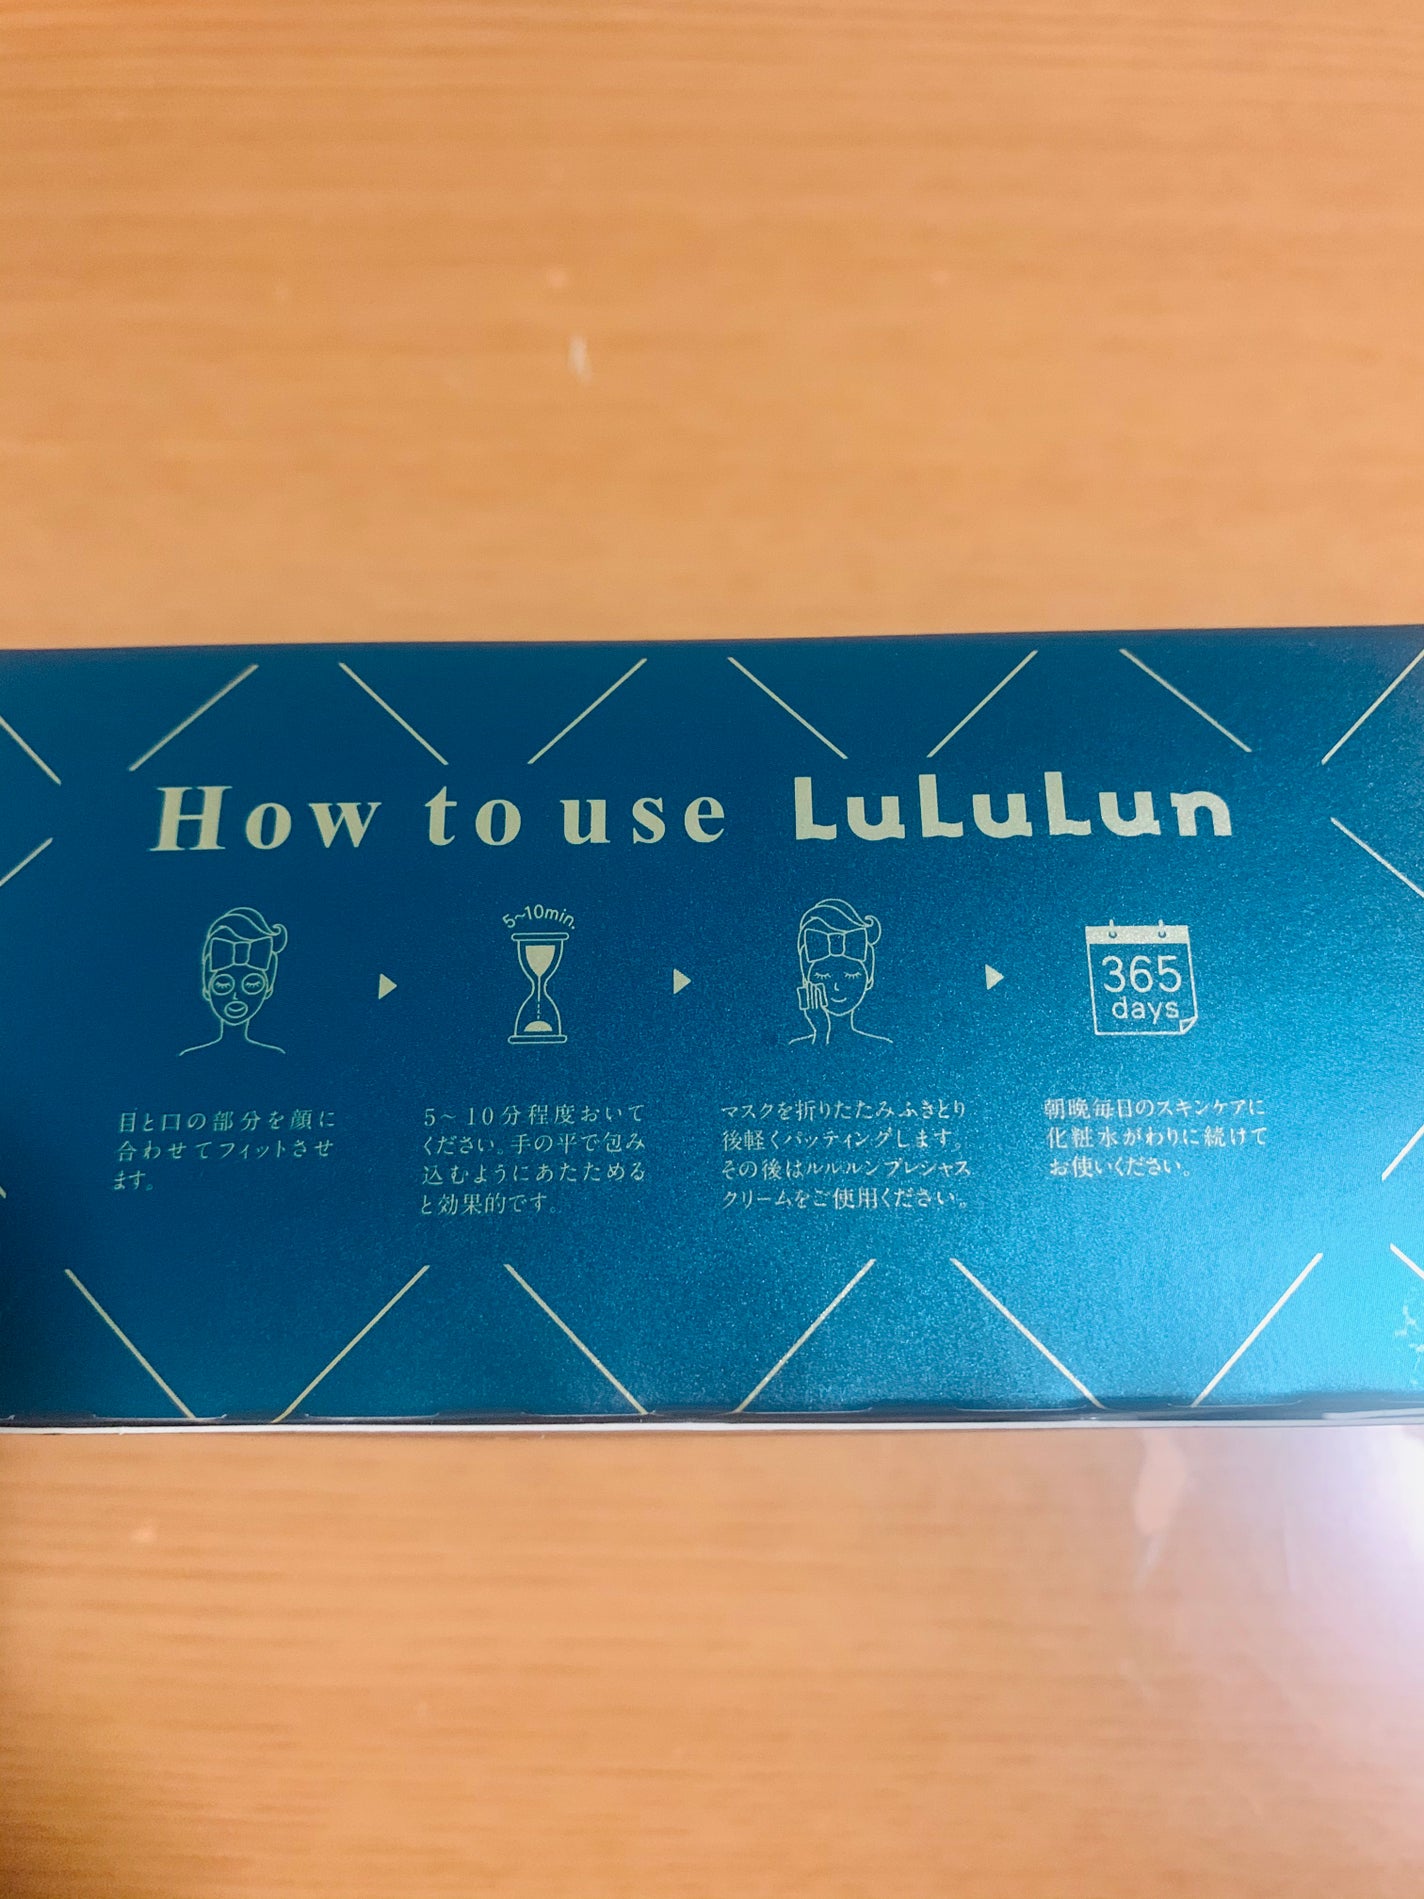 How to use LuLuLun
5~10min.
365
days
目と口の部分を顔に
合わせてフィットさせ
ます。
5～10分程度おいて
ください。手の平で包み
込むようにあたためる
と効果的です。
マスクを折りたたみふきとり
後軽くパッティングします。
その後はルルルンプレシャス
クリームをご使用ください。
朝晩毎日のスキンケアに
化粧水がわりに続けて
お使いください。